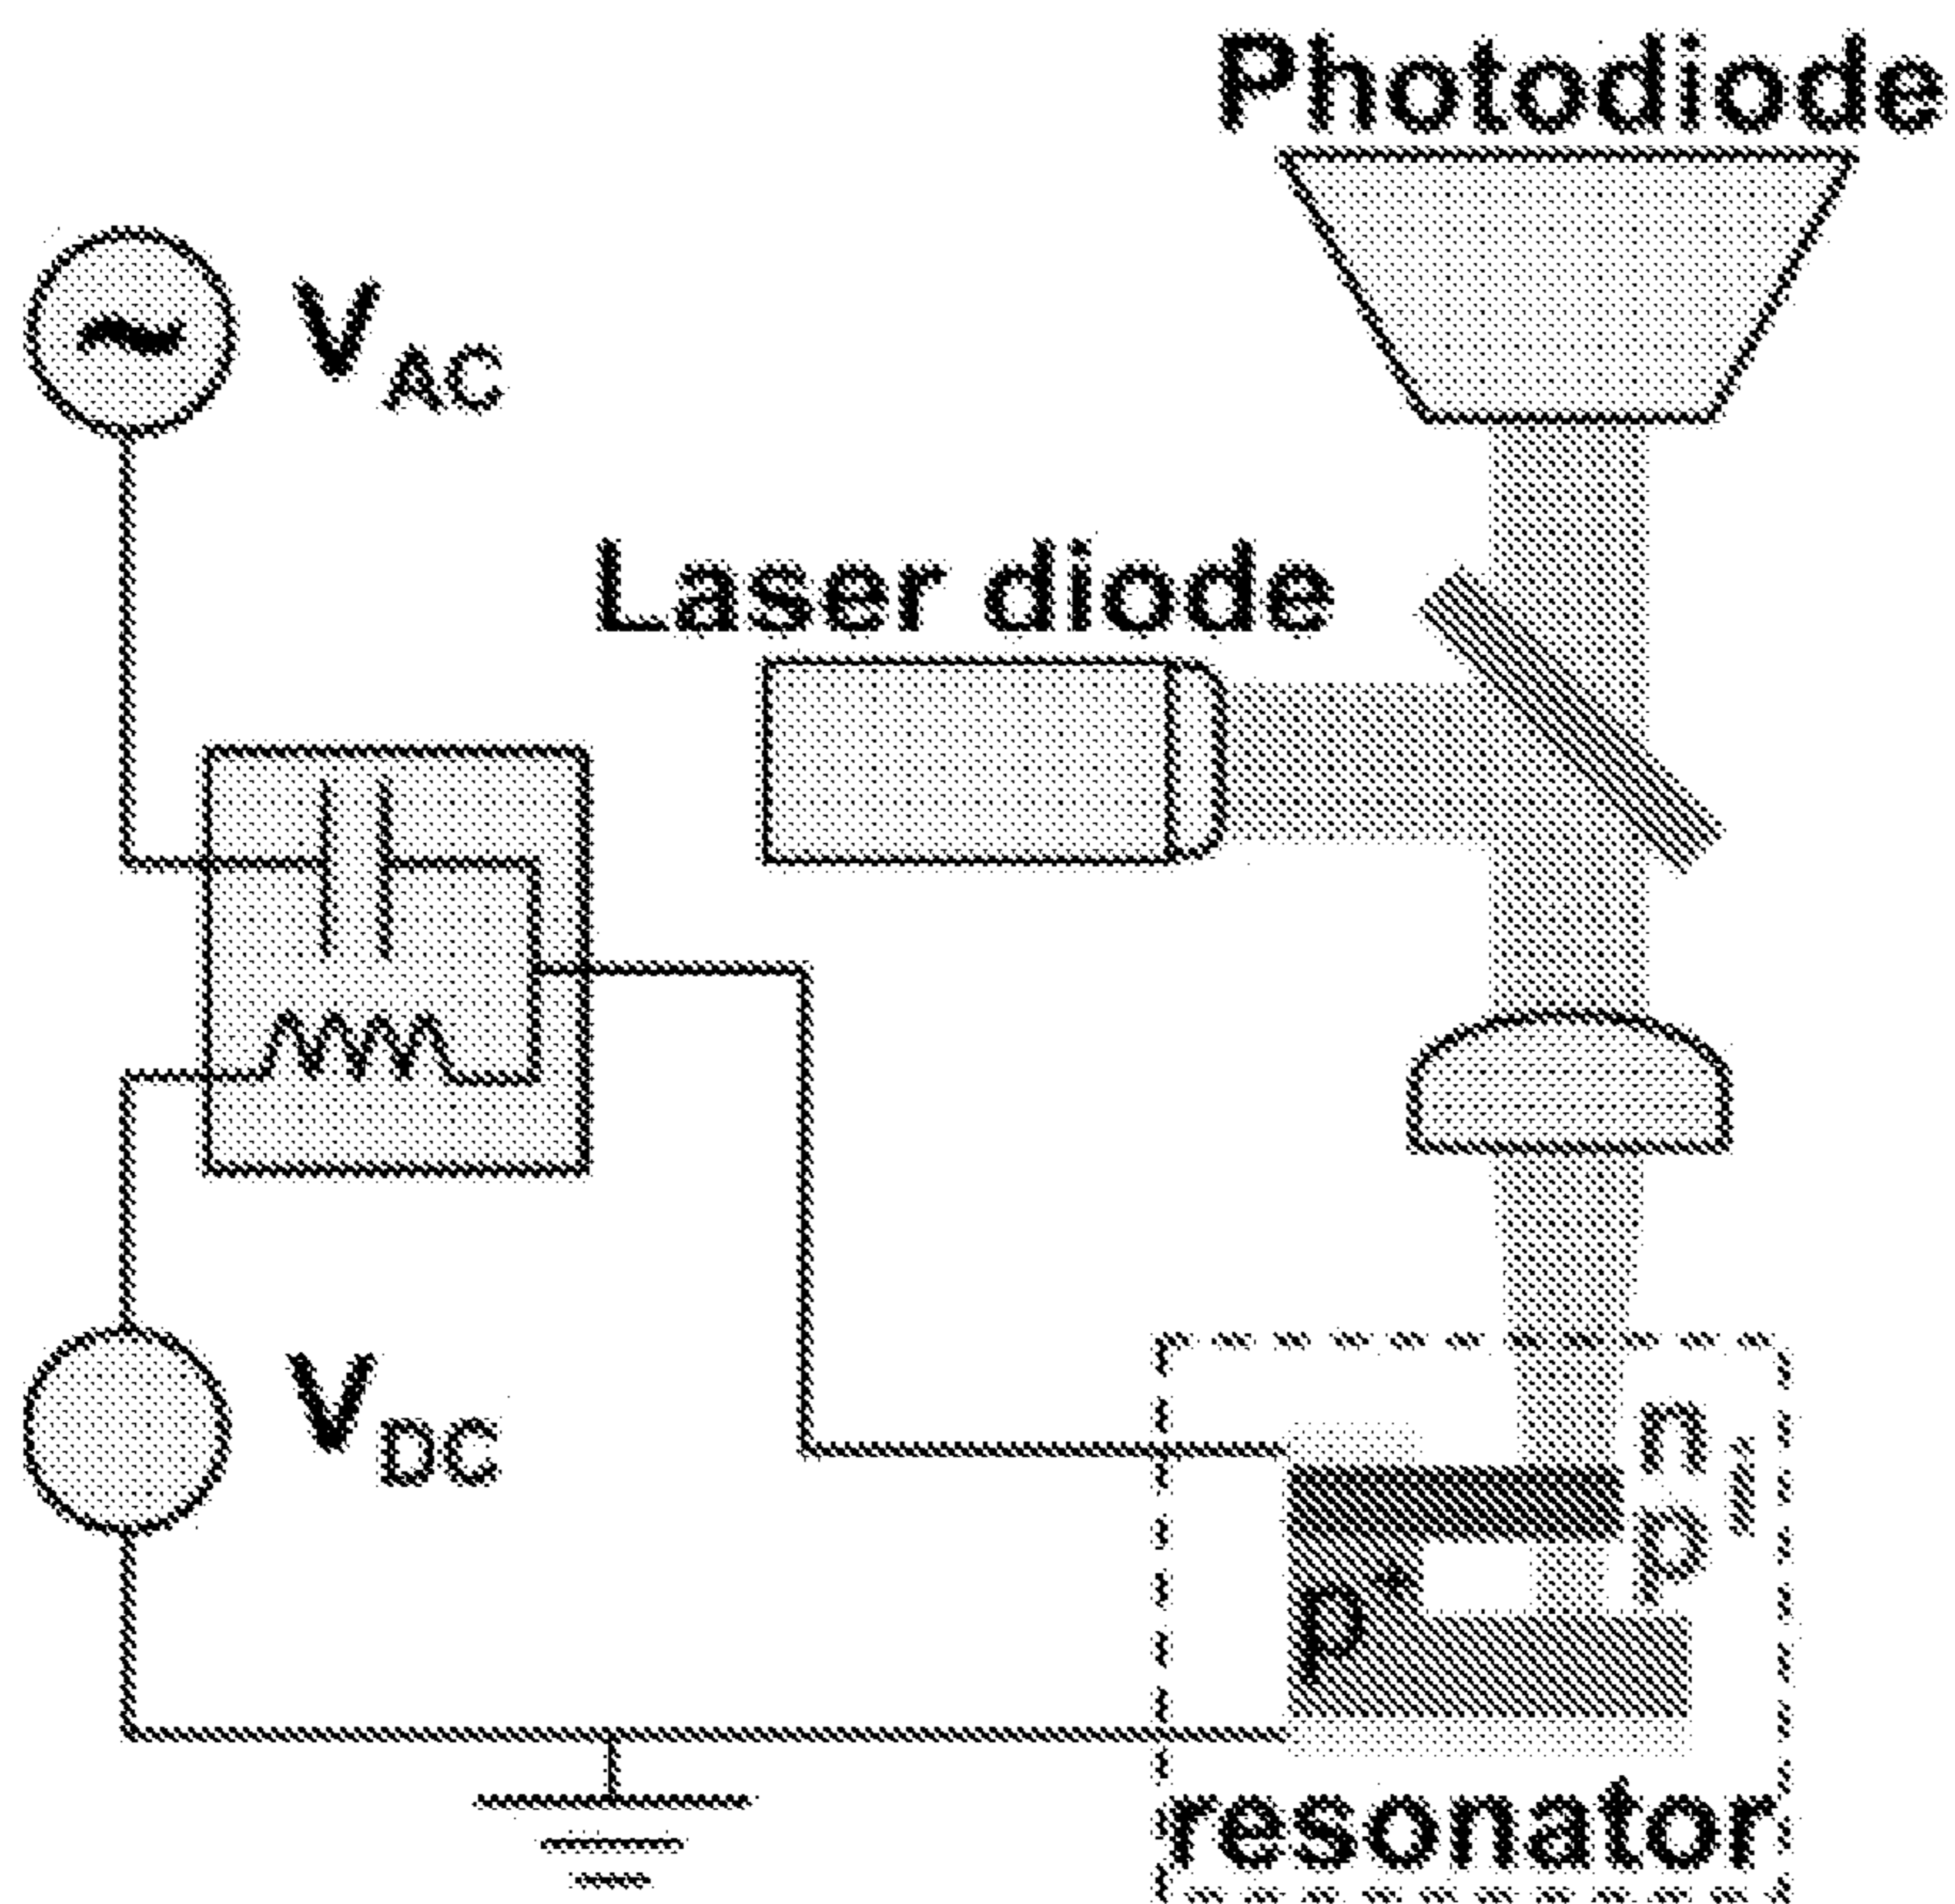 Photodiode
V_AC
Laser diode
V_DC
n
i
p
p+
resonator